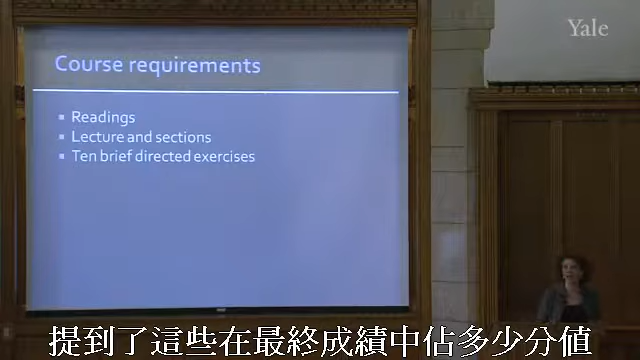 Yale
Course requirements
Readings
Lecture and sections
Ten brief directed exercises
提到了這些在最終成績中佔多少分値